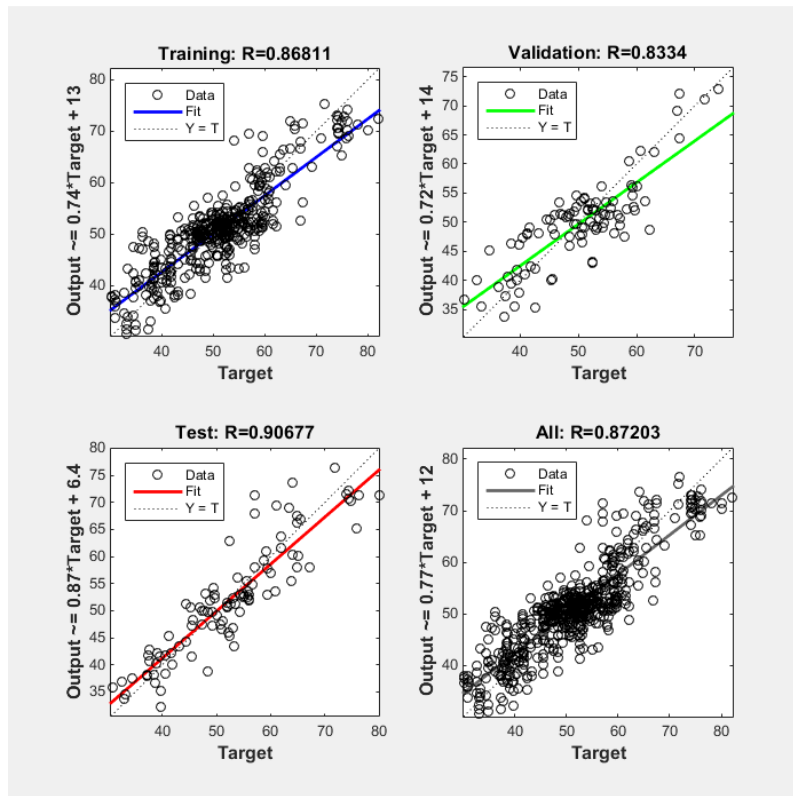 Training: R=0.86811
Output ~= 0.74*Target + 13
80
70
60
50
40
Data
Fit
Y = T
40 50 60 70 80
Target
Validation: R=0.8334
Output ~= 0.72*Target + 14
75
70
65
60
55
50
45
40
35
Data
Fit
Y = T
40 50 60 70
Target
Test: R=0.90677
Output ~= 0.87*Target + 6.4
80
75
70
65
60
55
50
45
40
35
Data
Fit
Y = T
40 50 60 70 80
Target
All: R=0.87203
Output ~= 0.77*Target + 12
80
70
60
50
40
Data
Fit
Y = T
40 50 60 70 80
Target